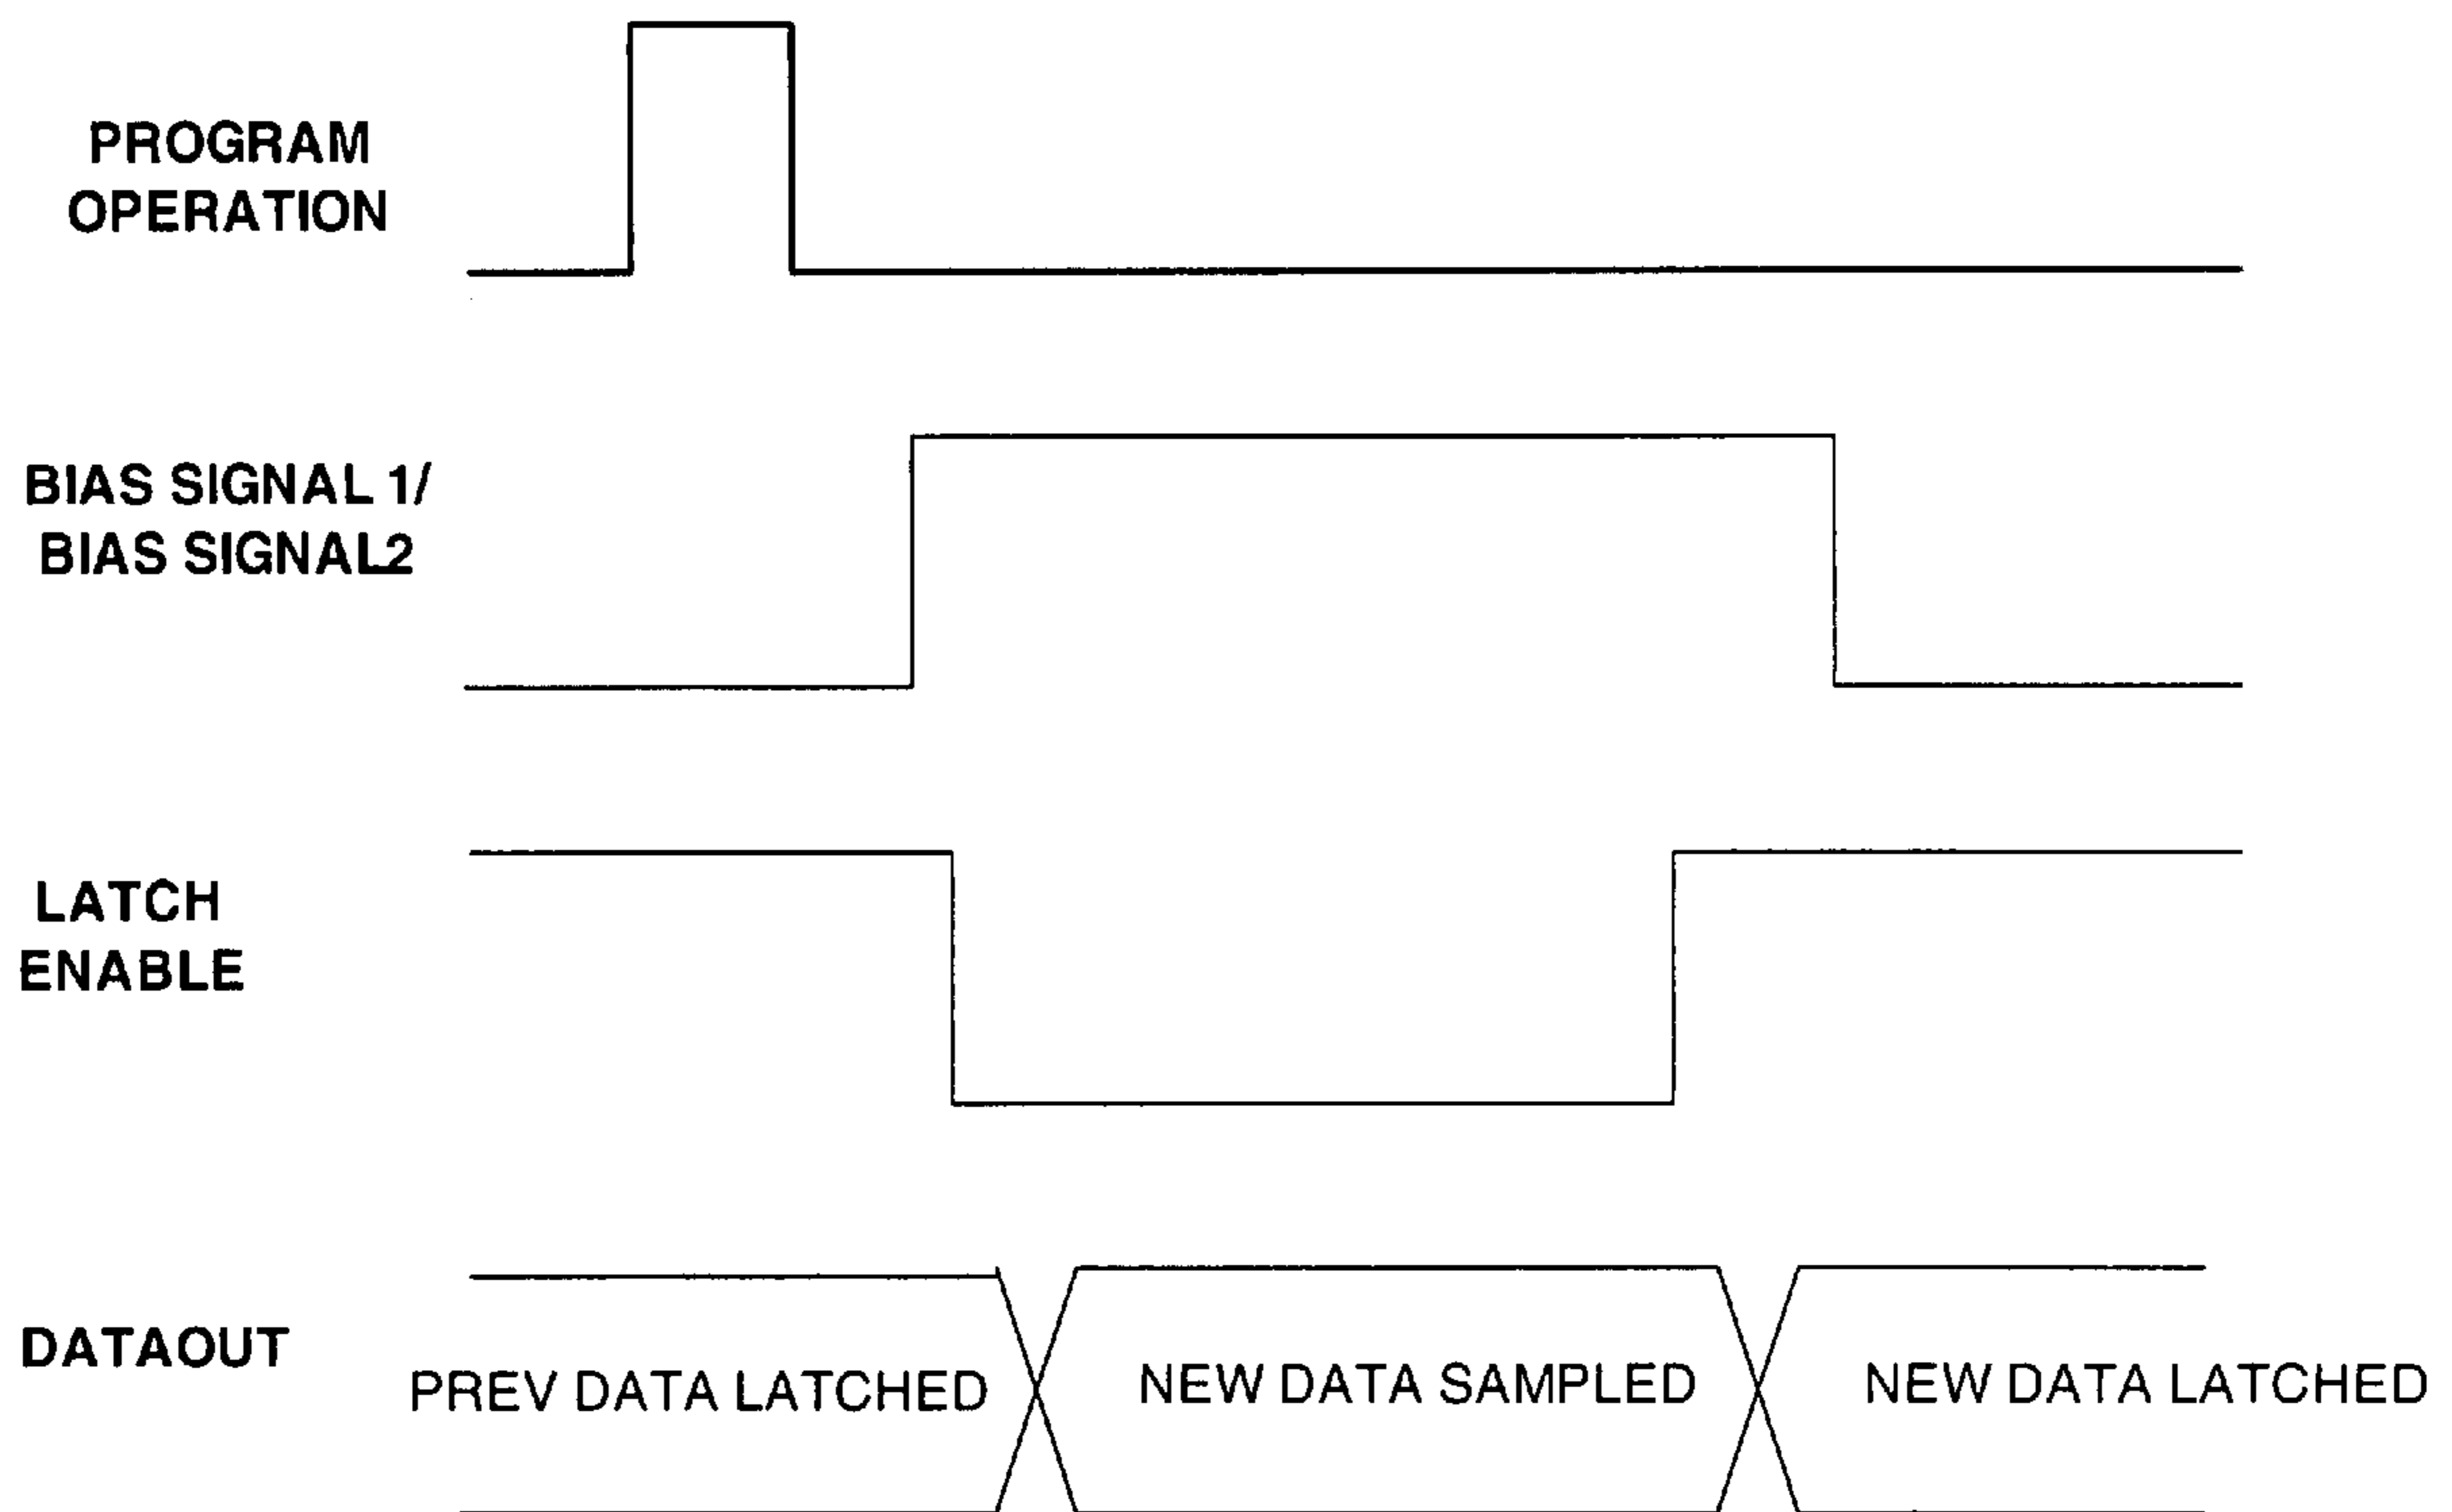 PROGRAM
OPERATION
BIAS SIGNAL 1/
BIAS SIGNAL2
LATCH
ENABLE
DATAOUT
PREV DATA LATCHED
NEW DATA SAMPLED
NEW DATA LATCHED